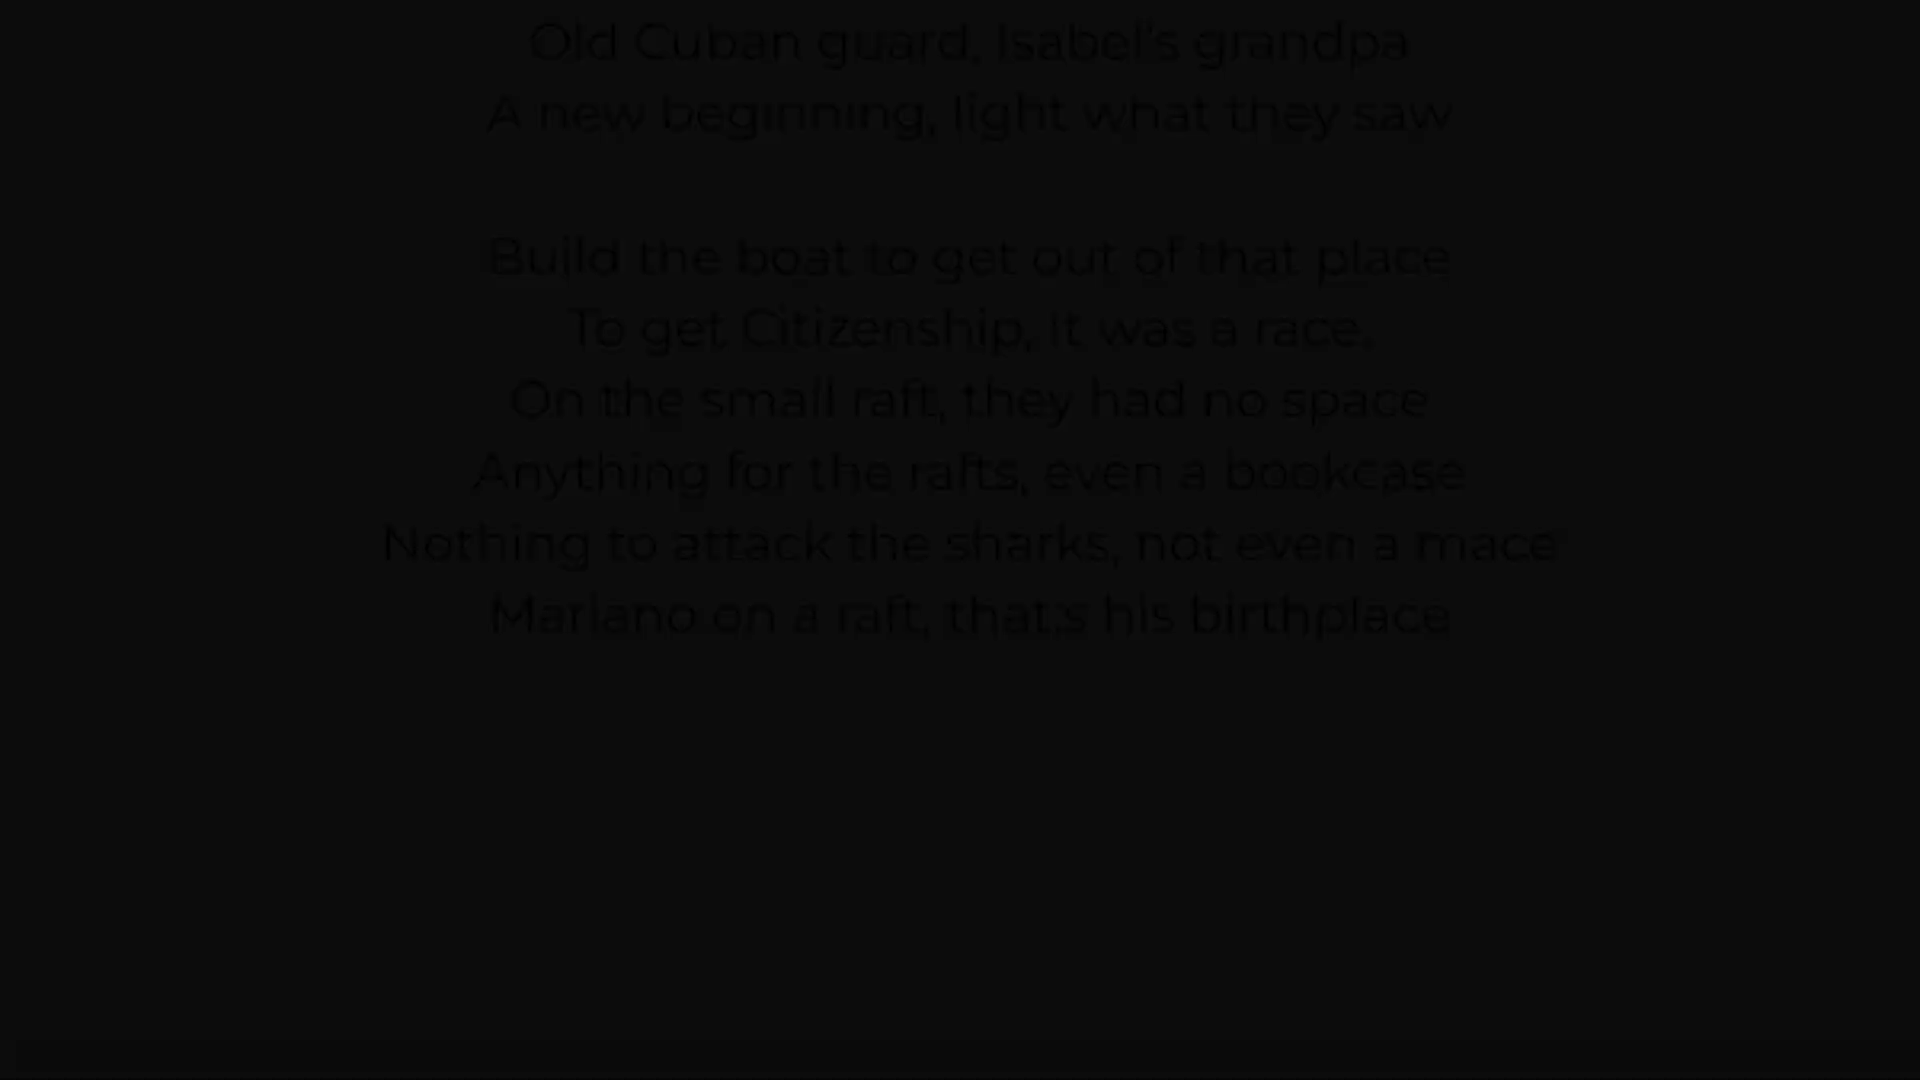 Old Cuban guard, Isabel's grandpa
A new beginning, light what they saw
Build the boat to get out of that place
To get Citizenship, it was a race.
On the small raft, they had no space
Anything for the rafts, even a bookcase
Nothing to attack the sharks, not even a mace
Mariano on a raft, that's his birthplace